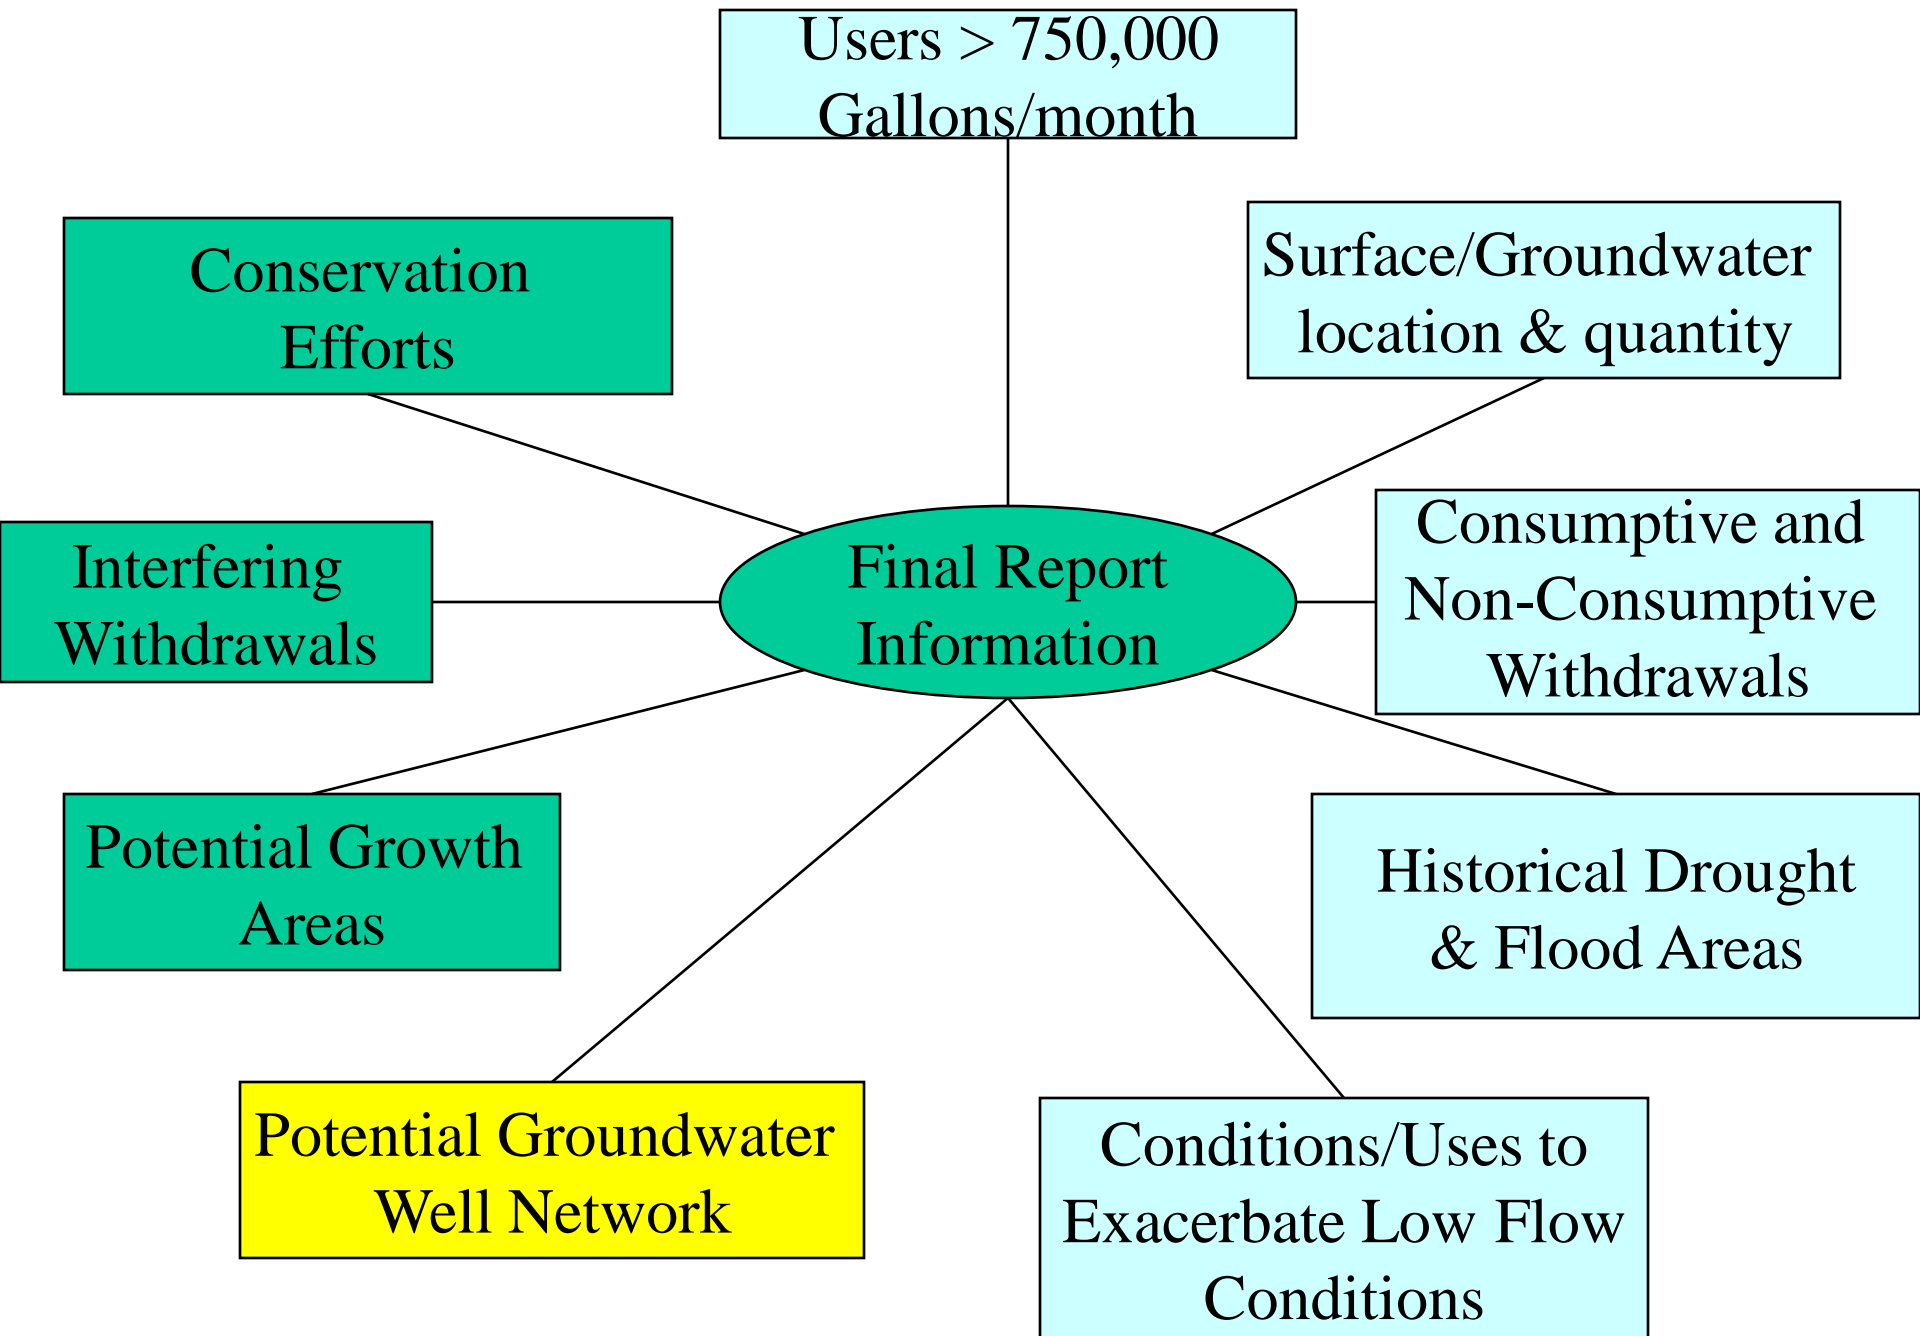 Users > 750,000
Gallons/month
Conservation
Efforts
Surface/Groundwater
location & quantity
Interfering
Withdrawals
Final Report
Information
Consumptive and
Non-Consumptive
Withdrawals
Potential Growth
Areas
Historical Drought
& Flood Areas
Potential Groundwater
Well Network
Conditions/Uses to
Exacerbate Low Flow
Conditions